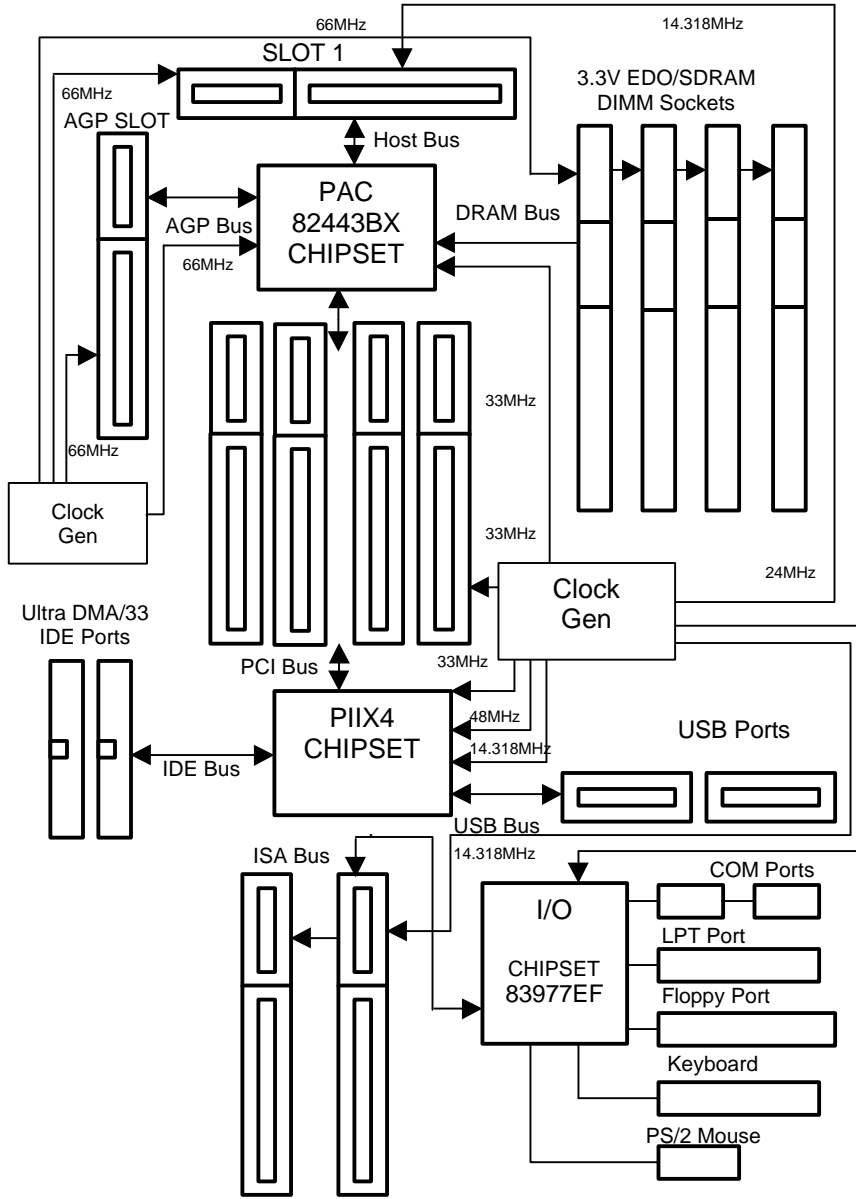 66MHz
14.318MHz
SLOT 1
3.3V EDO/SDRAM
DIMM Sockets
66MHz
AGP SLOT
Host Bus
PAC
82443BX
CHIPSET
DRAM Bus
AGP Bus
66MHz
33MHz
66MHz
Clock
Gen
33MHz
Clock
Gen
24MHz
Ultra DMA/33
IDE Ports
PCI Bus
33MHz
PIIX4
CHIPSET
48MHz
14.318MHz
USB Ports
IDE Bus
USB Bus
14.318MHz
ISA Bus
COM Ports
I/O
CHIPSET
83977EF
LPT Port
Floppy Port
Keyboard
PS/2 Mouse